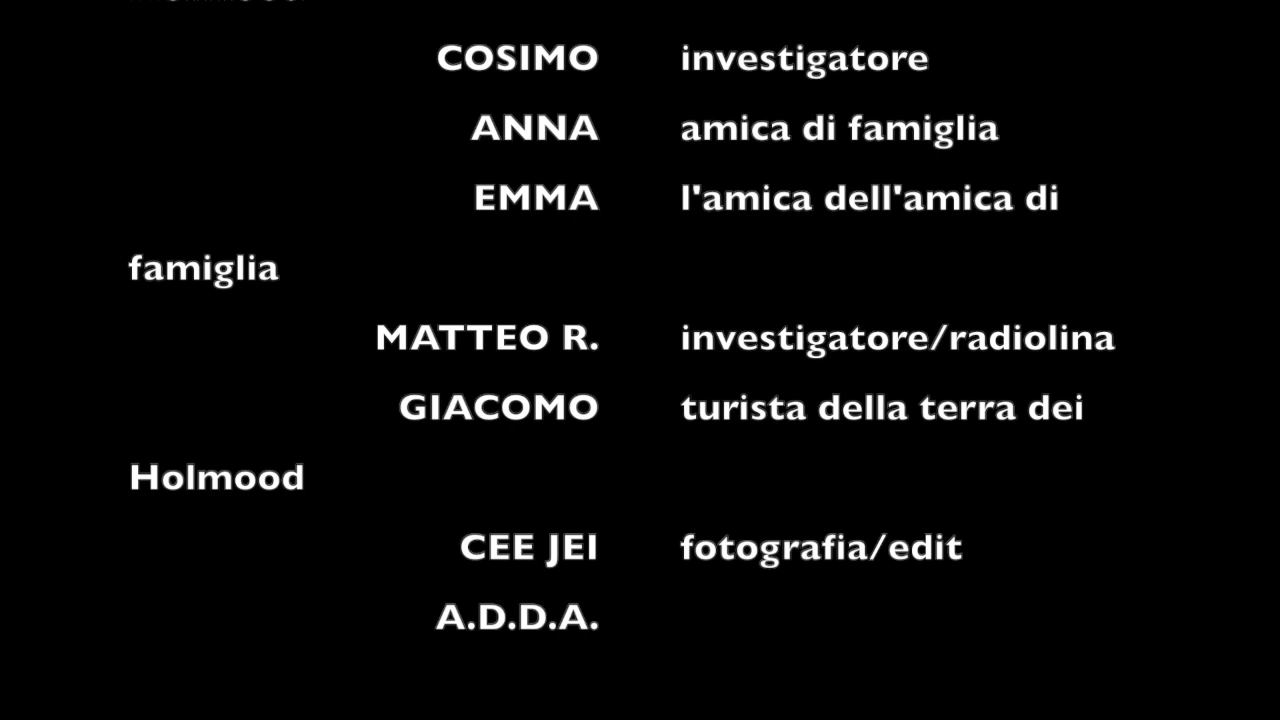 COSIMO investigatore
ANNA amica di famiglia
EMMA l'amica dell'amica di
famiglia
MATTEO R. investigatore/radiolina
GIACOMO turista della terra dei
Holmood
CEE JEI fotografia/edit
A.D.D.A.